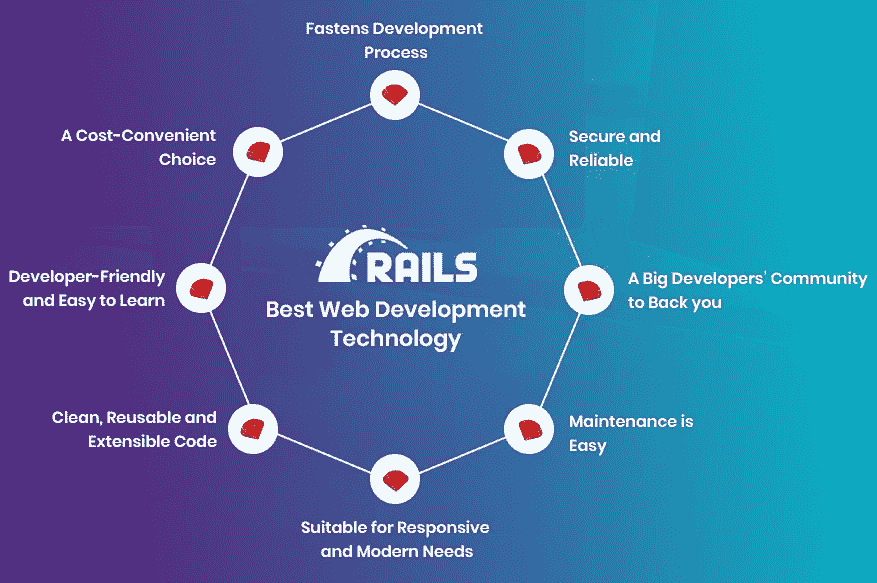 Fastens Development
Process
A Cost-Convenient
Choice
Secure and
Reliable
Developer-Friendly
and Easy to Learn
RAILS
Best Web Development
Technology
A Big Developers' Community
to Back you
Clean, Reusable and
Extensible Code
Maintenance is
Easy
Suitable for Responsive
and Modern Needs